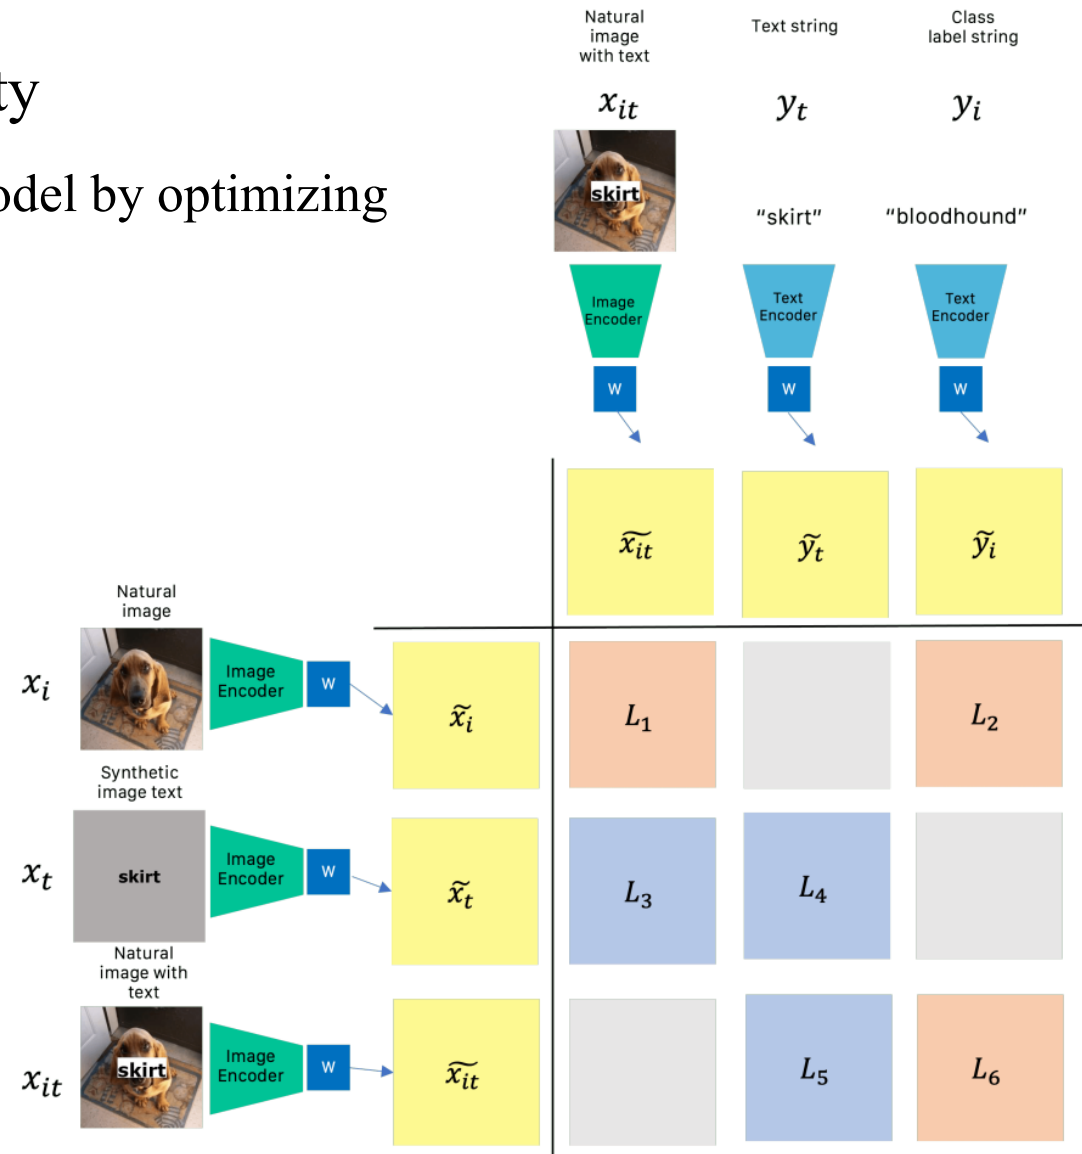 ty
odel by optimizing
Natural
image
with text
Text string
Class
label string
x_it
y_t
y_i
skirt
“skirt”
“bloodhound”
Image
Encoder
Text
Encoder
Text
Encoder
W
W
W
x̃_it
ỹ_t
ỹ_i
Natural
image
x_i
Image
Encoder
W
x̃_i
L_1
L_2
Synthetic
image text
x_t
skirt
Image
Encoder
W
x̃_t
L_3
L_4
Natural
image with
text
x_it
skirt
Image
Encoder
W
x̃_it
L_5
L_6